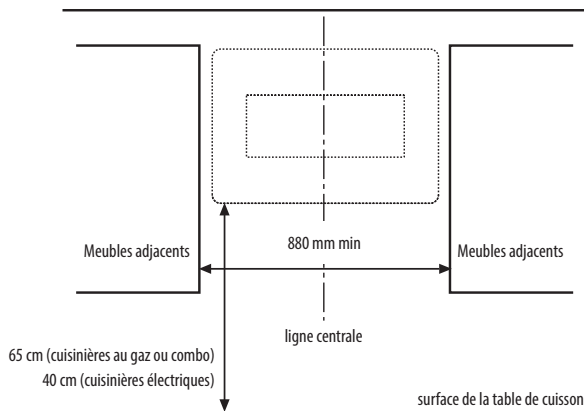 Meubles adjacents
880 mm min
Meubles adjacents
ligne centrale
65 cm (cuisinières au gaz ou combo)
40 cm (cuisinières électriques)
surface de la table de cuisson